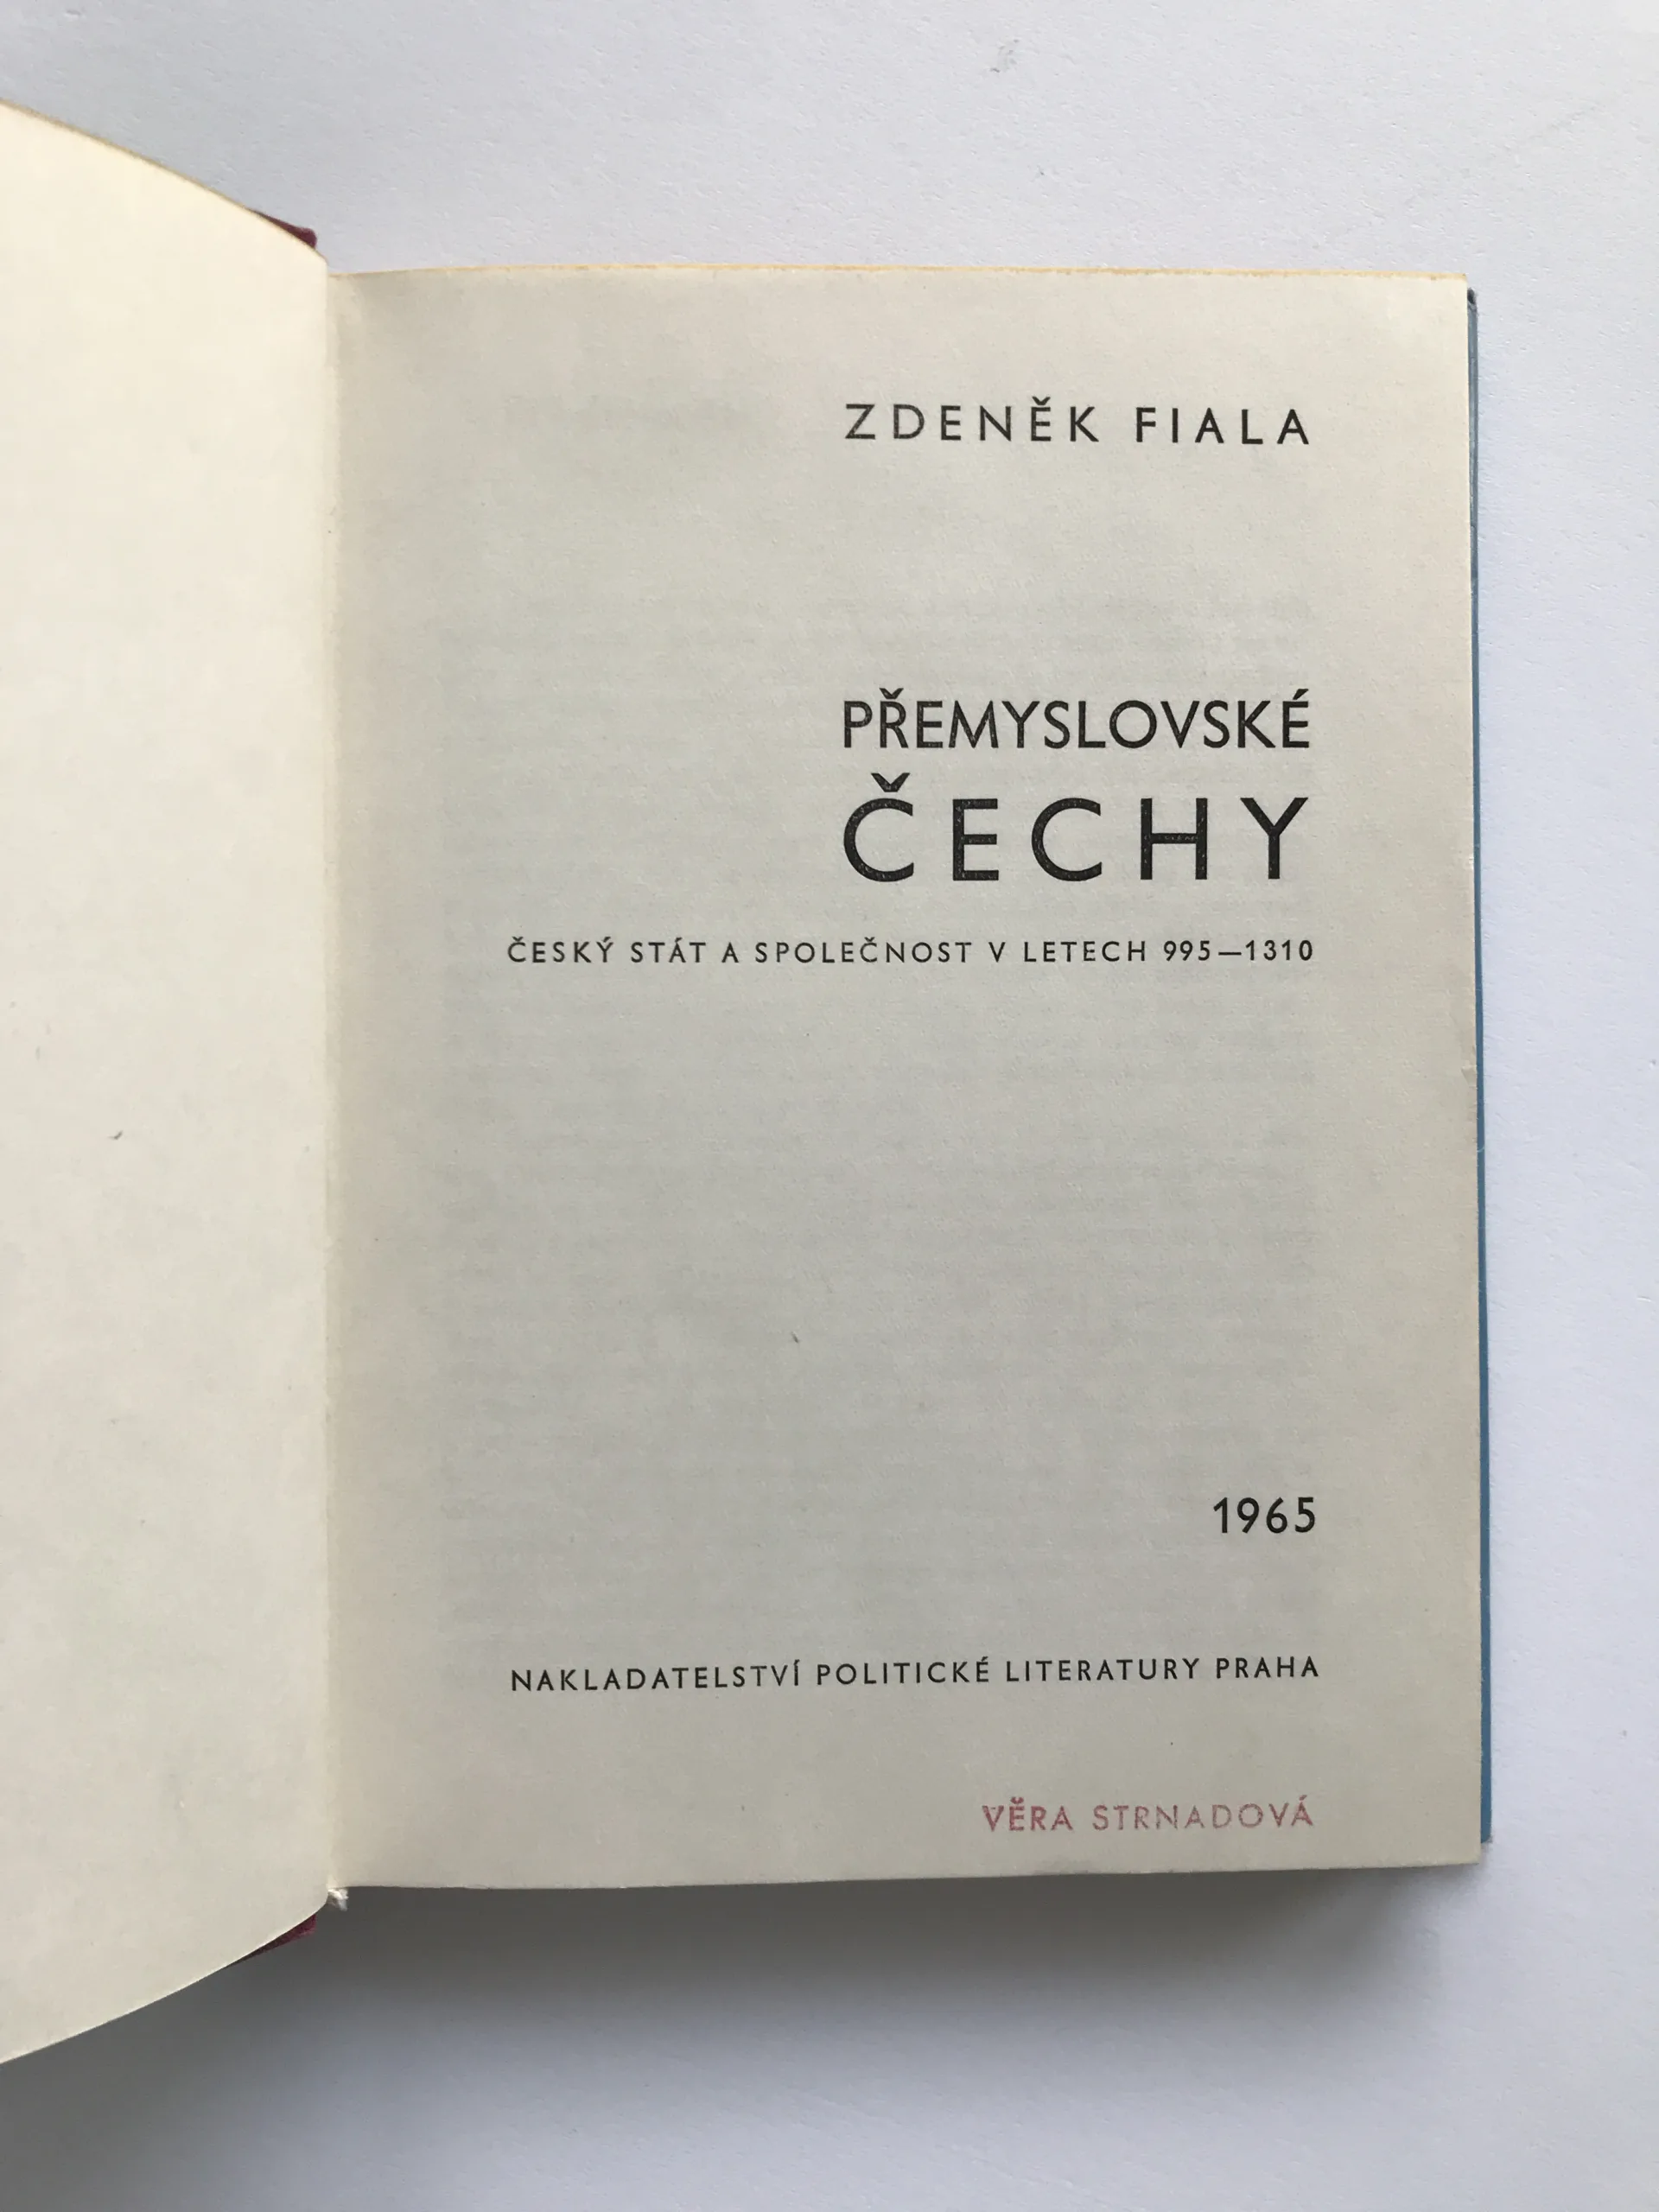 ZDENĚK FIALA
PŘEMYSLOVSKÉ
ČECHY
ČESKÝ STÁT A SPOLEČNOST V LETECH 995—1310
1965
NAKLADATELSTVÍ POLITICKÉ LITERATURY PRAHA
VĚRA STRNADOVÁ